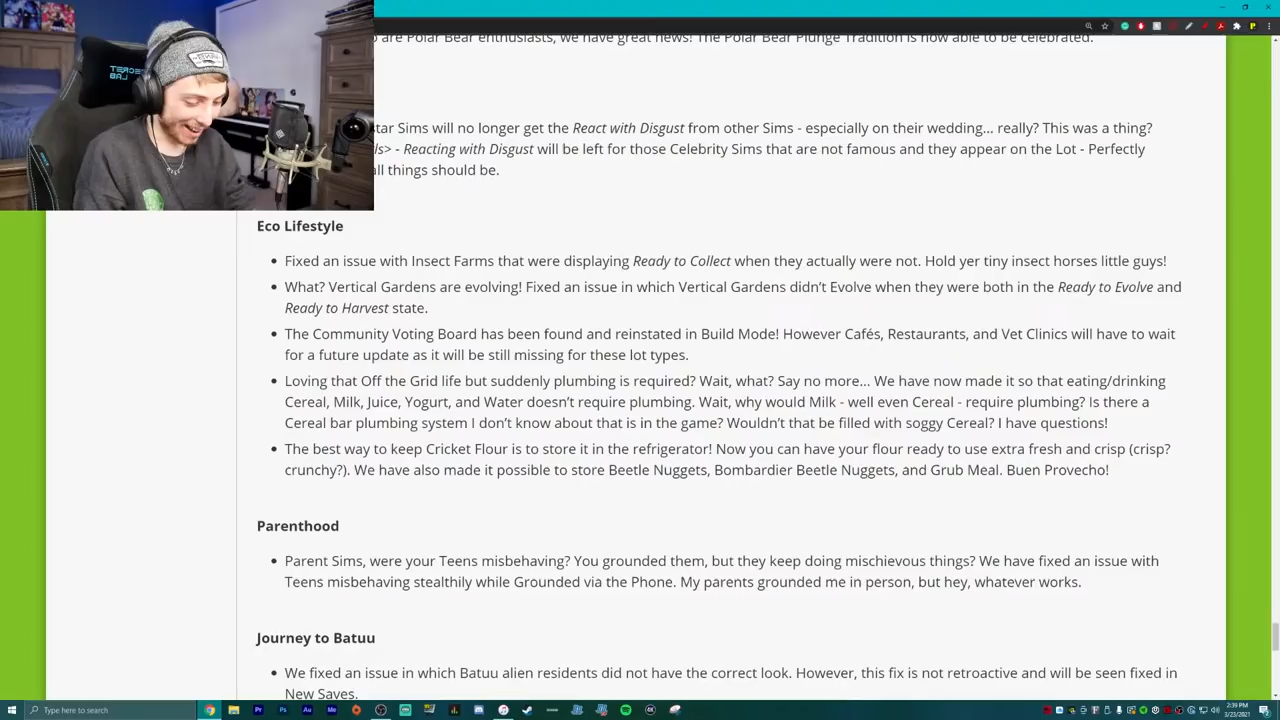 o are Polar Bear enthusiasts, we have great news! The Polar Bear Plunge Tradition is now able to be celebrated.
star Sims will no longer get the React with Disgust from other Sims - especially on their wedding... really? This was a thing?
ls> - Reacting with Disgust will be left for those Celebrity Sims that are not famous and they appear on the Lot - Perfectly
all things should be.
SECRET
LAB
Eco Lifestyle
Fixed an issue with Insect Farms that were displaying Ready to Collect when they actually were not. Hold yer tiny insect horses little guys!
What? Vertical Gardens are evolving! Fixed an issue in which Vertical Gardens didn't Evolve when they were both in the Ready to Evolve and
Ready to Harvest state.
The Community Voting Board has been found and reinstated in Build Mode! However Cafés, Restaurants, and Vet Clinics will have to wait
for a future update as it will be still missing for these lot types.
Loving that Off the Grid life but suddenly plumbing is required? Wait, what? Say no more... We have now made it so that eating/drinking
Cereal, Milk, Juice, Yogurt, and Water doesn't require plumbing. Wait, why would Milk - well even Cereal - require plumbing? Is there a
Cereal bar plumbing system I don't know about that is in the game? Wouldn't that be filled with soggy Cereal? I have questions!
The best way to keep Cricket Flour is to store it in the refrigerator! Now you can have your flour ready to use extra fresh and crisp (crisp?
crunchy?). We have also made it possible to store Beetle Nuggets, Bombardier Beetle Nuggets, and Grub Meal. Buen Provecho!
Parenthood
Parent Sims, were your Teens misbehaving? You grounded them, but they keep doing mischievous things? We have fixed an issue with
Teens misbehaving stealthily while Grounded via the Phone. My parents grounded me in person, but hey, whatever works.
Journey to Batuu
We fixed an issue in which Batuu alien residents did not have the correct look. However, this fix is not retroactive and will be seen fixed in
New Saves.
Type here to search
2:39 PM
3/23/2021